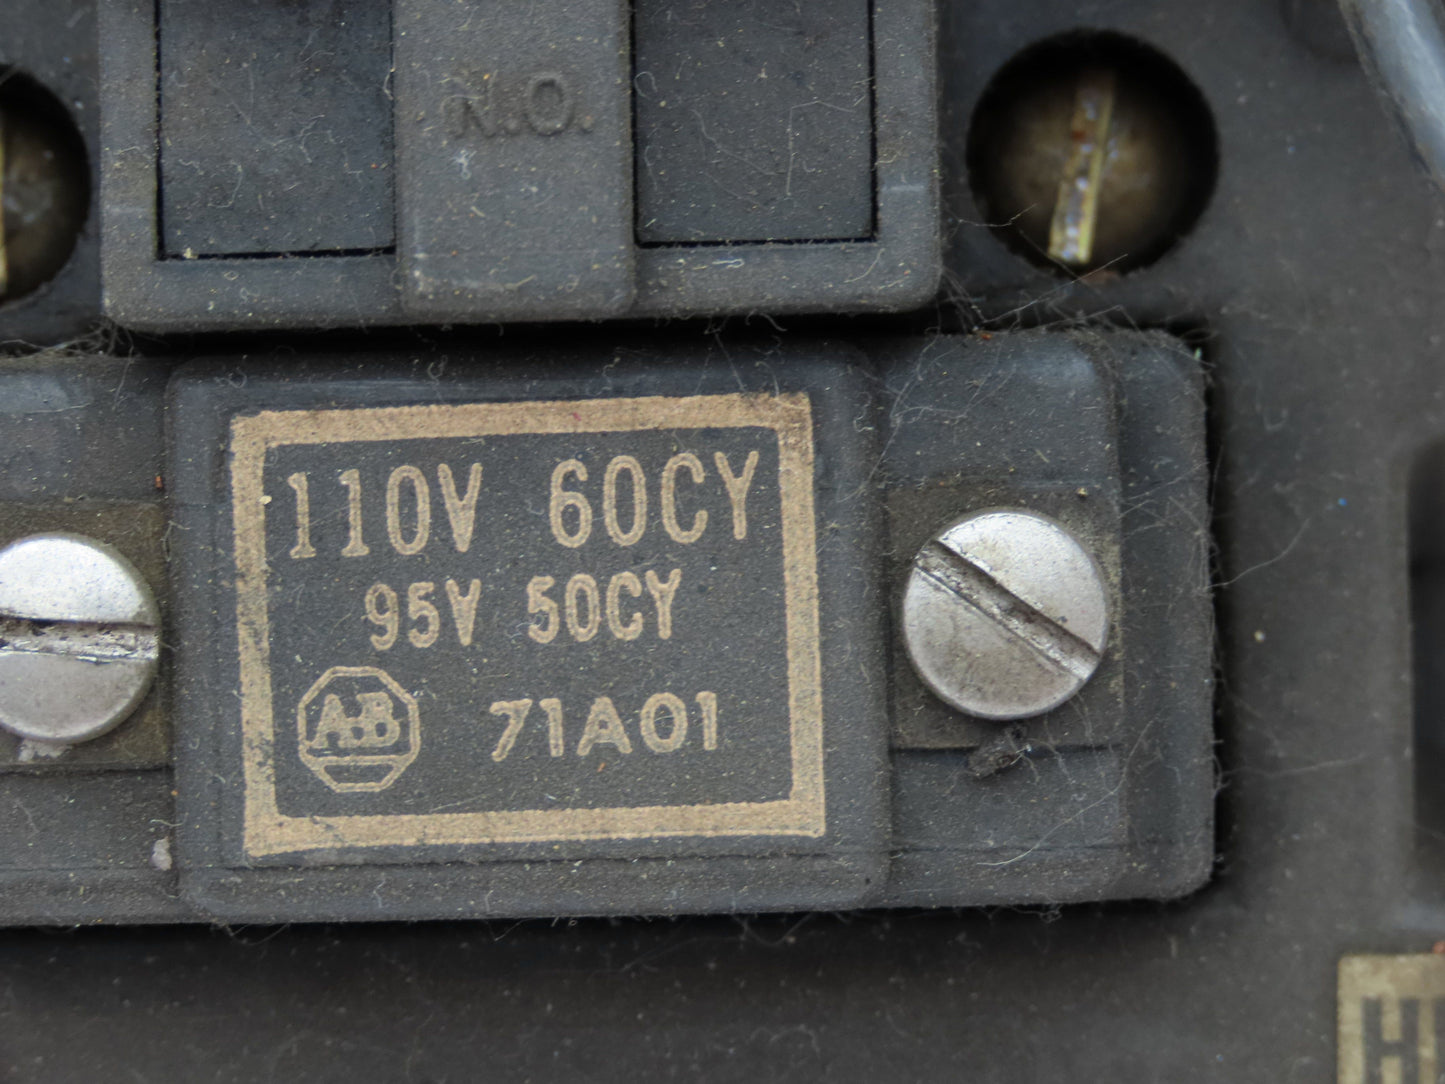 N.O.
110V 60CY
95V 50CY
A-B 71A01